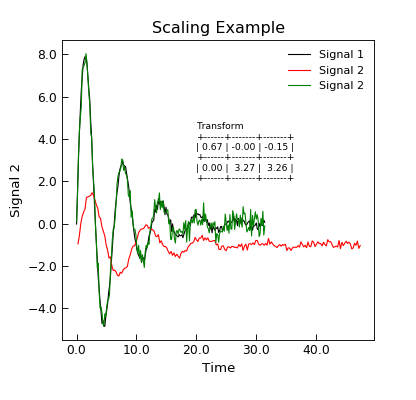 Scaling Example
8.0
6.0
4.0
2.0
0.0
−2.0
−4.0
Signal 2
Signal 1
Signal 2
Signal 2
Transform
+------+--------+--------+
| 0.67 | -0.00 | -0.15 |
+------+--------+--------+
| 0.00 | 3.27 | 3.26 |
+------+--------+--------+
0.0 10.0 20.0 30.0 40.0
Time